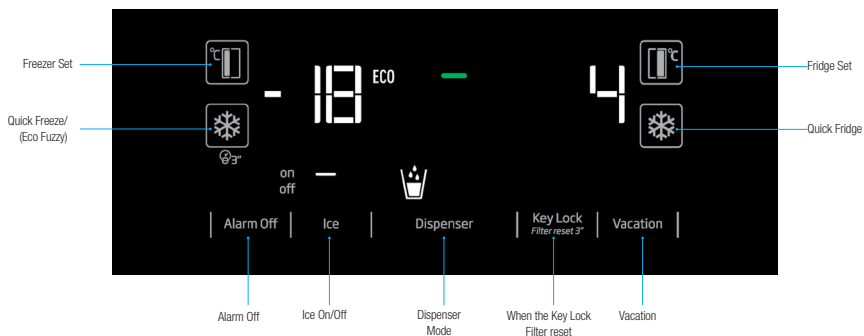 Freezer Set
°C
- 18 ECO
4
°C
Fridge Set
Quick Freeze/
(Eco Fuzzy)
3"
Quick Fridge
on
off
Alarm Off
Ice
Dispenser
Key Lock
Filter reset 3"
Vacation
Alarm Off
Ice On/Off
Dispenser
Mode
When the Key Lock
Filter reset
Vacation